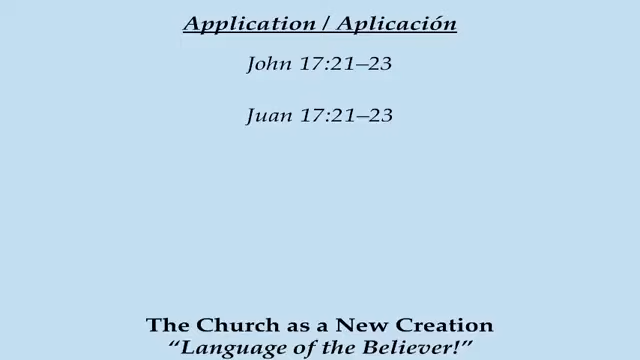 Application / Aplicación
John 17:21–23
Juan 17:21–23
The Church as a New Creation
“Language of the Believer!”